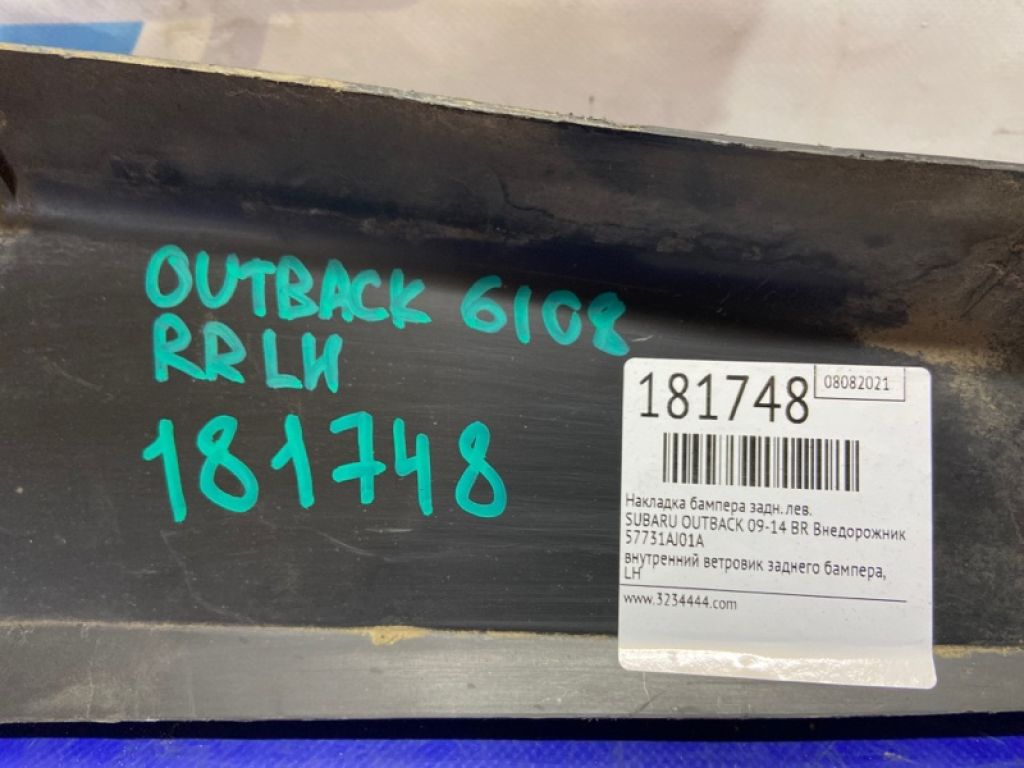 OUTBACK 6108
RR LH
181748
181748
08082021
Накладка бампера задн. лев.
SUBARU OUTBACK 09-14 BR Внедорожник
57731AJ01A
внутренний ветровик заднего бампера,
LH
www.3234444.com